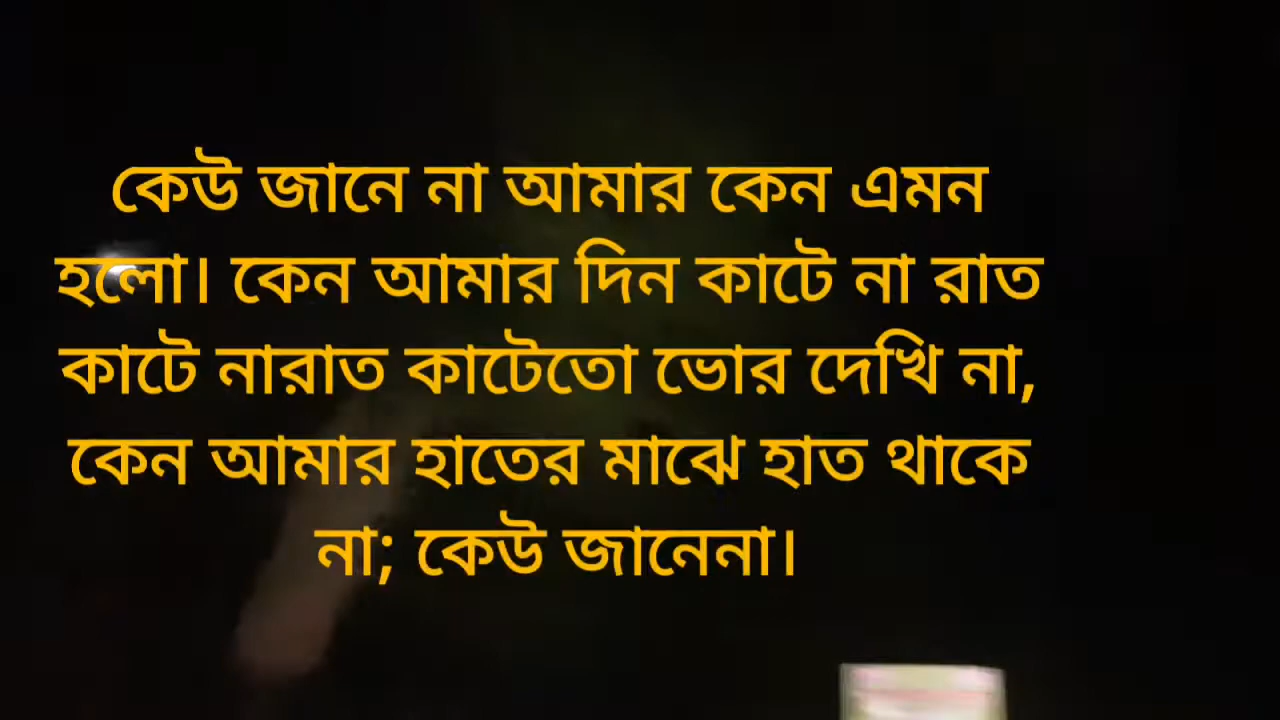 কেউ জানে না আমার কেন এমন
হলো। কেন আমার দিন কাটে না রাত
কাটে নারাত কাটেতো ভোর দেখি না,
কেন আমার হাতের মাঝে হাত থাকে
না; কেউ জানেনা।